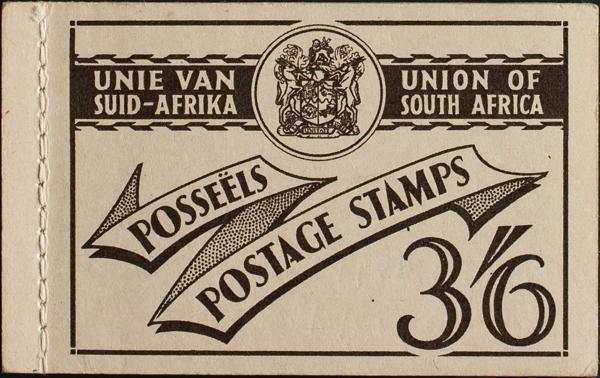 UNIE VAN
SUID-AFRIKA
UNION OF
SOUTH AFRICA
POSSEËLS
POSTAGE STAMPS
3'6